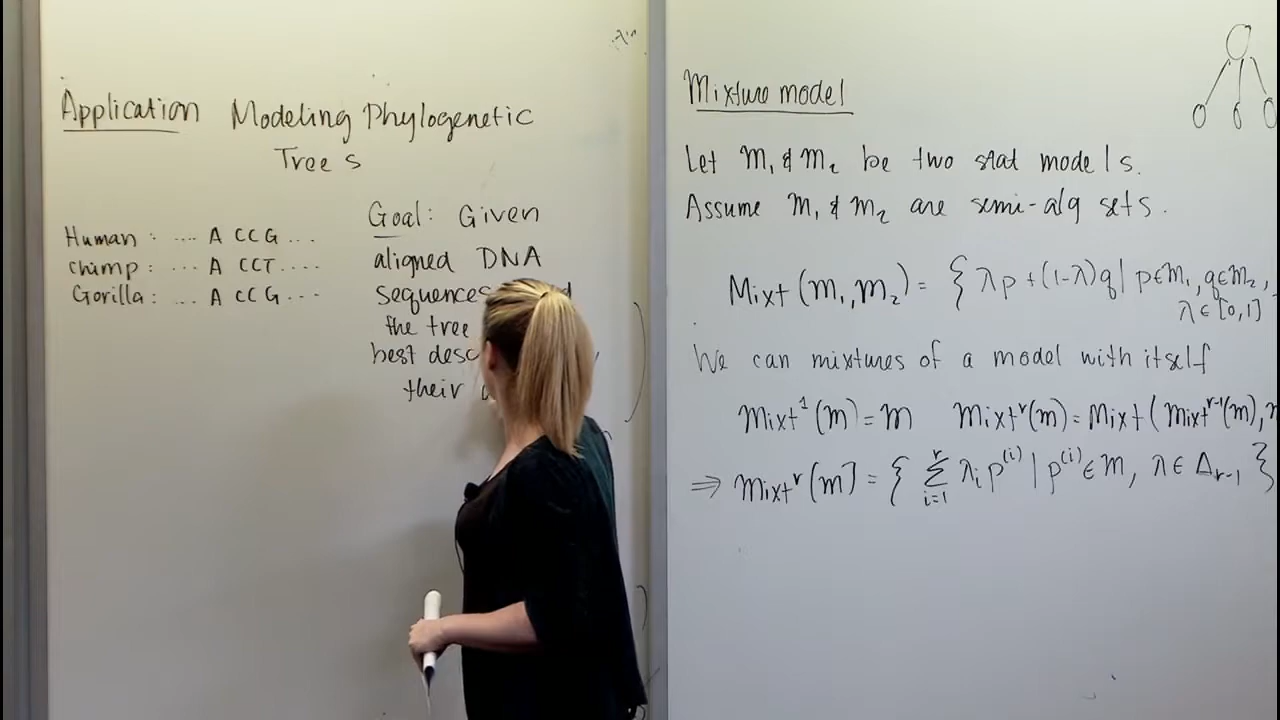 Application Modeling Phylogenetic
Trees
Human : ... A CCG ...
Chimp : ... A CCT ....
Gorilla : ... A CCG ...
Goal: Given
aligned DNA
sequences
the tree
best desc
their
Mixture model
Let M₁ & M₂ be two stat models.
Assume M₁ & M₂ are semi-alg sets.
Mixt (M₁, M₂) = { λp + (1-λ)q | p∈M₁, q∈M₂,
λ∈[0,1]
We can mixtures of a model with itself
Mixt¹(M) = M Mixtʳ(M) = Mixt ( Mixtʳ⁻¹(M),
⇒ Mixtʳ(M) = { Σᵢ₌₁ʳ λᵢ p⁽ⁱ⁾ | p⁽ⁱ⁾ ∈ M, λ ∈ Δᵣ₋₁ }